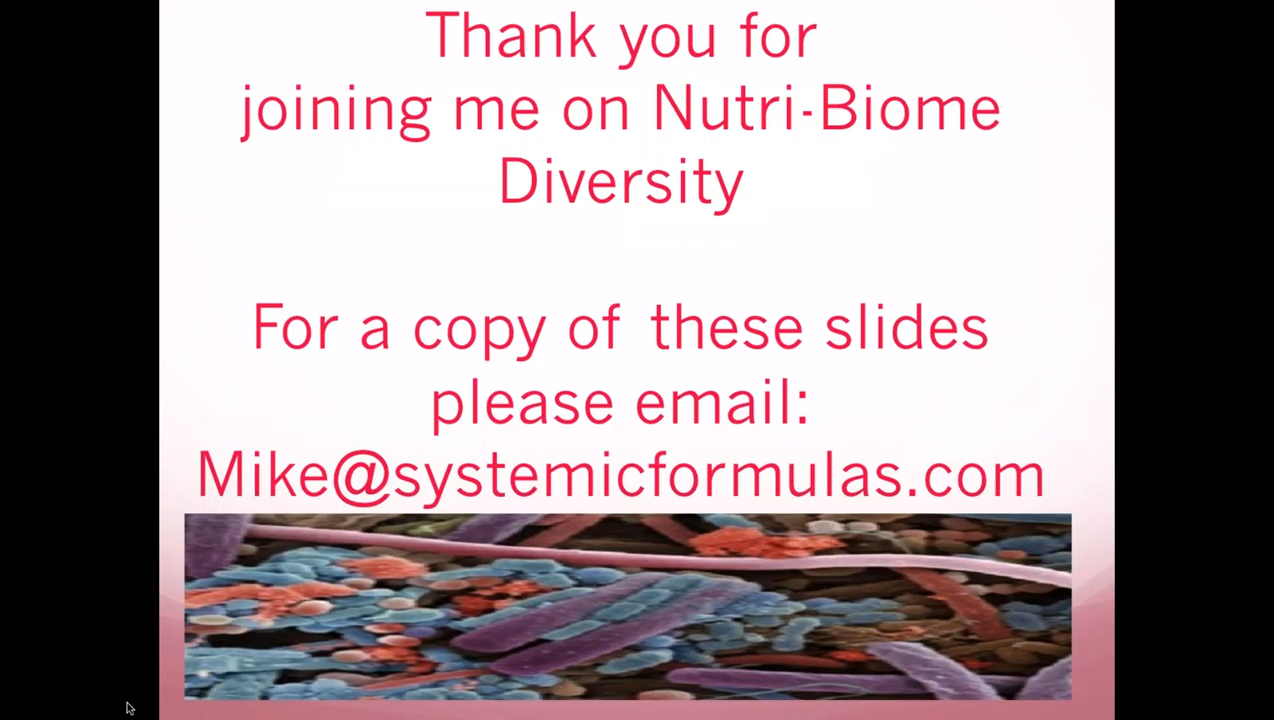 Thank you for
joining me on Nutri-Biome
Diversity
For a copy of these slides
please email:
Mike@systemicformulas.com